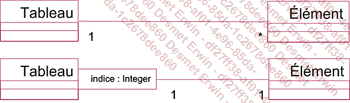 Tableau
Élément
1
*
Tableau
indice : Integer
Élément
1
1